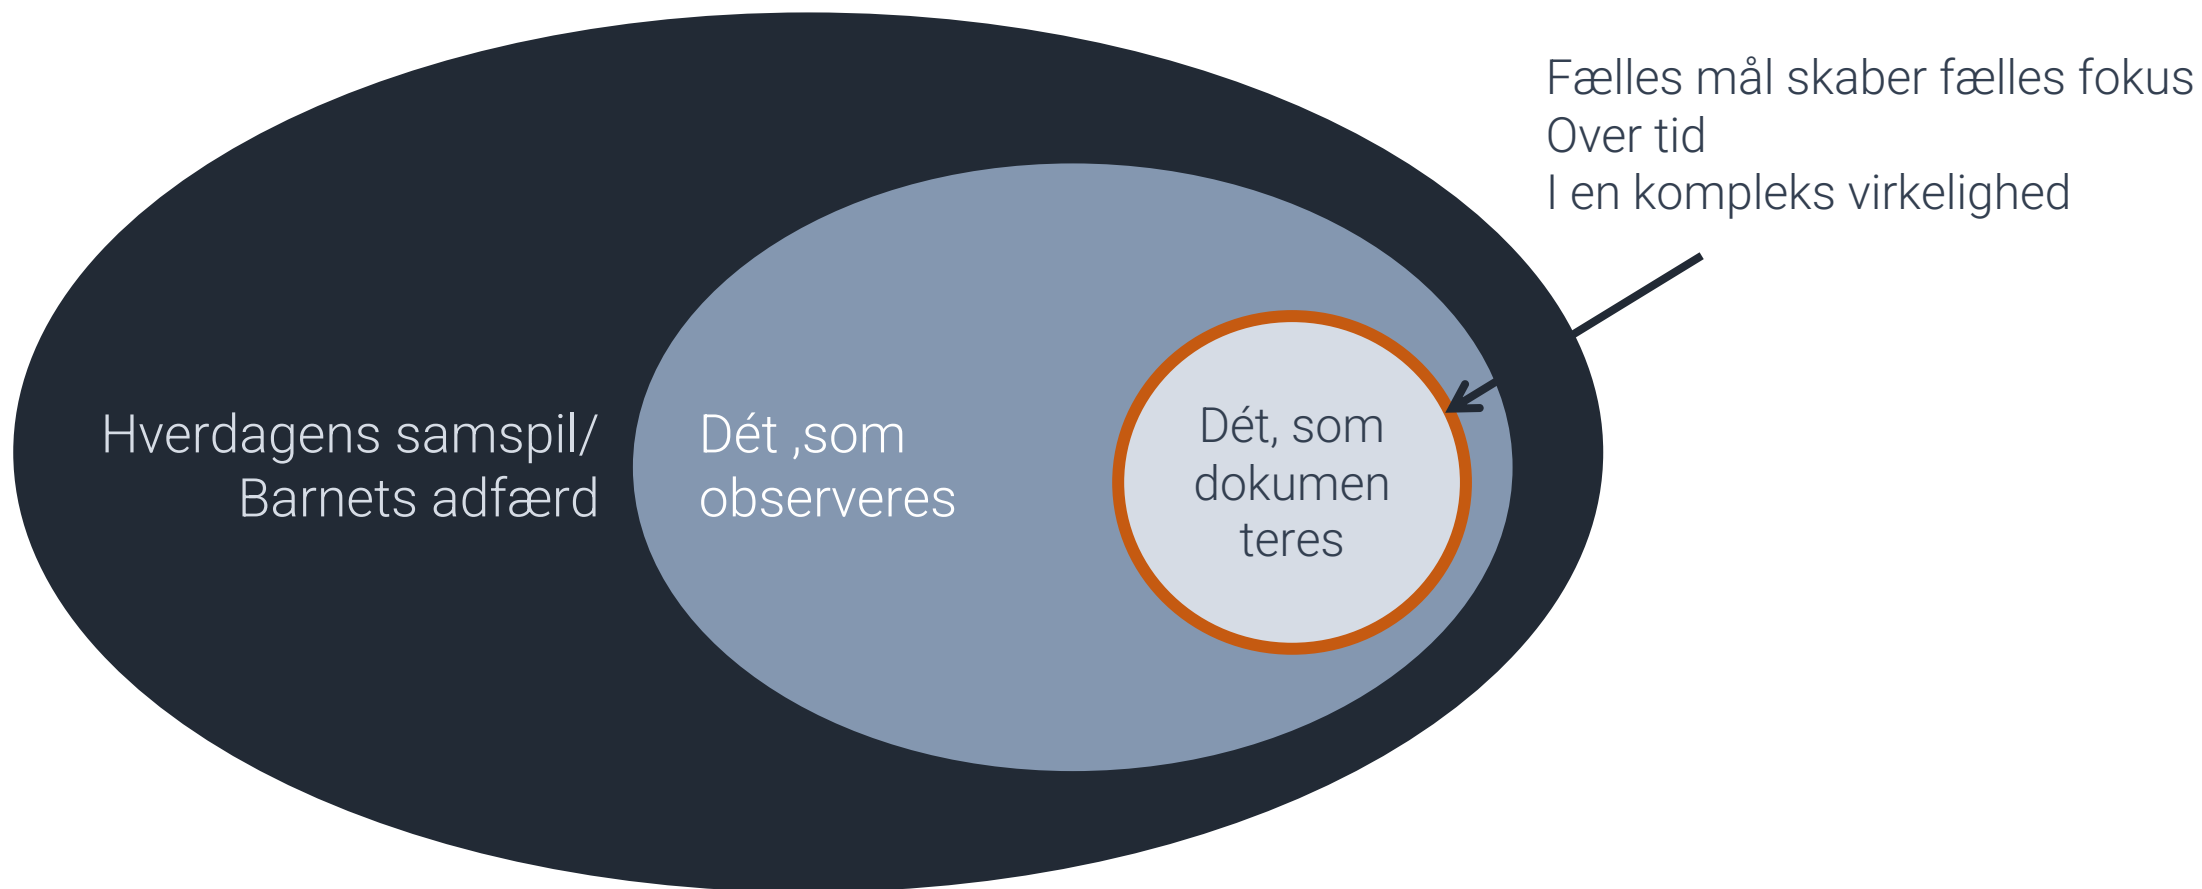 Fælles mål skaber fælles fokus
Over tid
I en kompleks virkelighed
Hverdagens samspil/
Barnets adfærd
Dét ,som
observeres
Dét, som
dokumen
teres